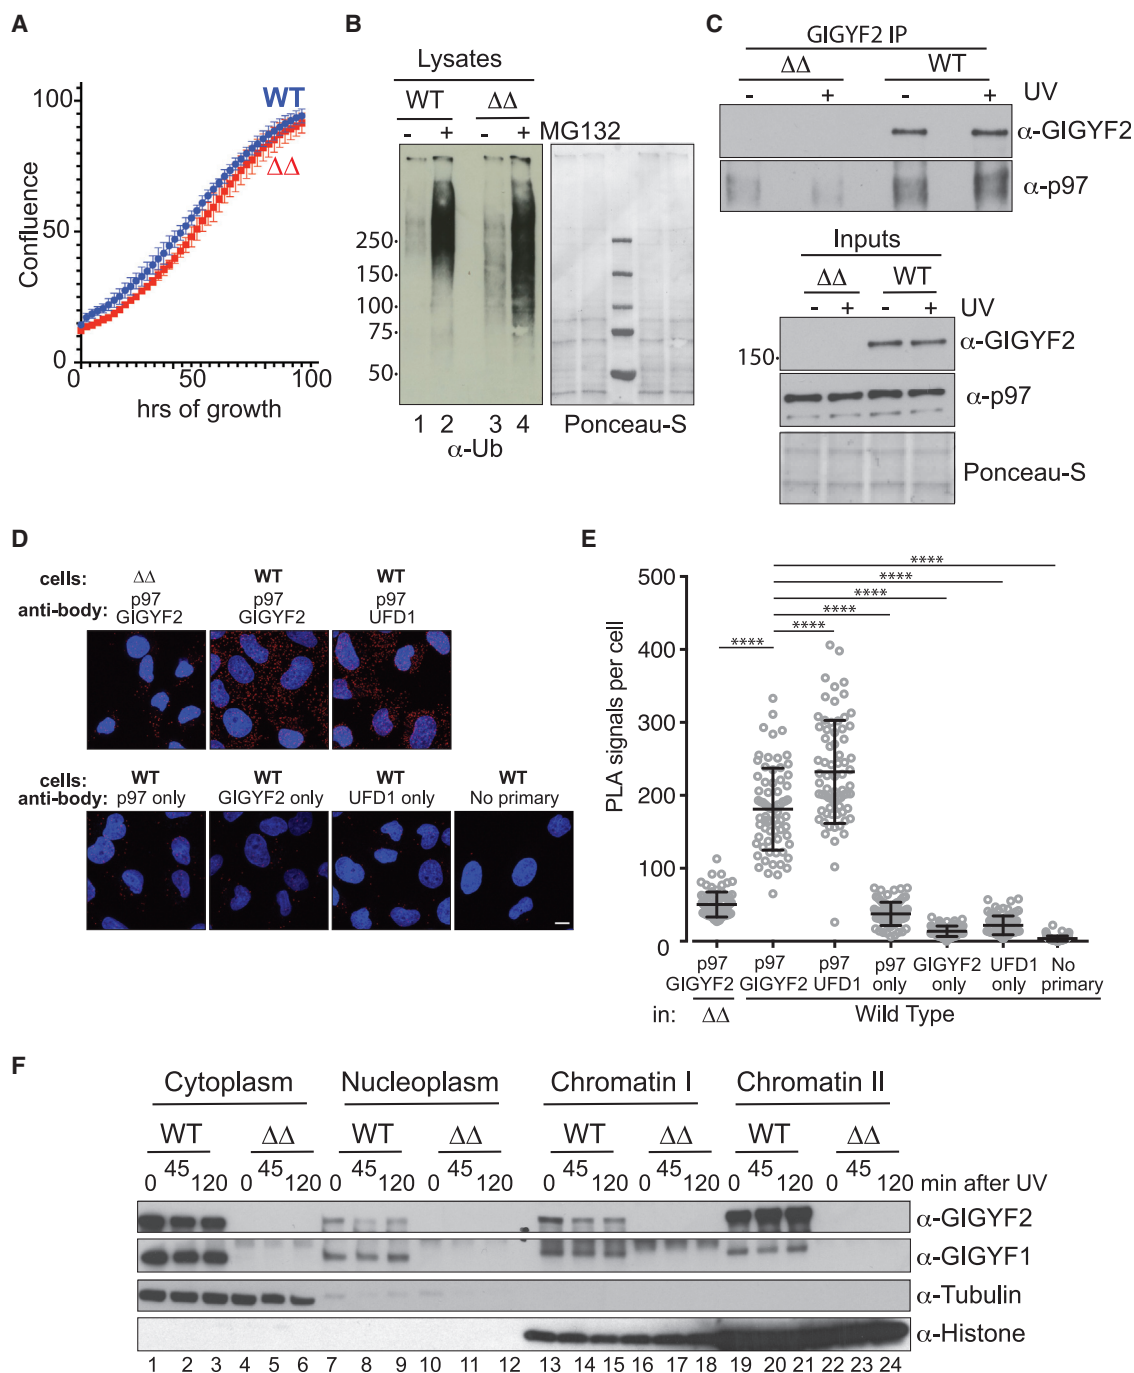 A
100
50
0
Confluence
WT
ΔΔ
0 50 100
hrs of growth
B
Lysates
WT ΔΔ
- + - + MG132
250
150
100
75
50
1 2 3 4
α-Ub
Ponceau-S
C
GIGYF2 IP
ΔΔ WT
- + - + UV
α-GIGYF2
α-p97
Inputs
ΔΔ WT
- + - + UV
150
α-GIGYF2
α-p97
Ponceau-S
D
cells: ΔΔ WT WT
anti-body: p97 p97 p97
GIGYF2 GIGYF2 UFD1
cells: WT WT WT WT
anti-body: p97 only GIGYF2 only UFD1 only No primary
E
PLA signals per cell
500
400
300
200
100
0
****
****
****
****
****
****
p97 p97 p97 p97 GIGYF2 UFD1 No
GIGYF2 GIGYF2 UFD1 only only only primary
in: ΔΔ Wild Type
F
Cytoplasm Nucleoplasm Chromatin I Chromatin II
WT ΔΔ WT ΔΔ WT ΔΔ WT ΔΔ
0 45 120 0 45 120 0 45 120 0 45 120 0 45 120 0 45 120 0 45 120 0 45 120 min after UV
α-GIGYF2
α-GIGYF1
α-Tubulin
α-Histone
1 2 3 4 5 6 7 8 9 10 11 12 13 14 15 16 17 18 19 20 21 22 23 24